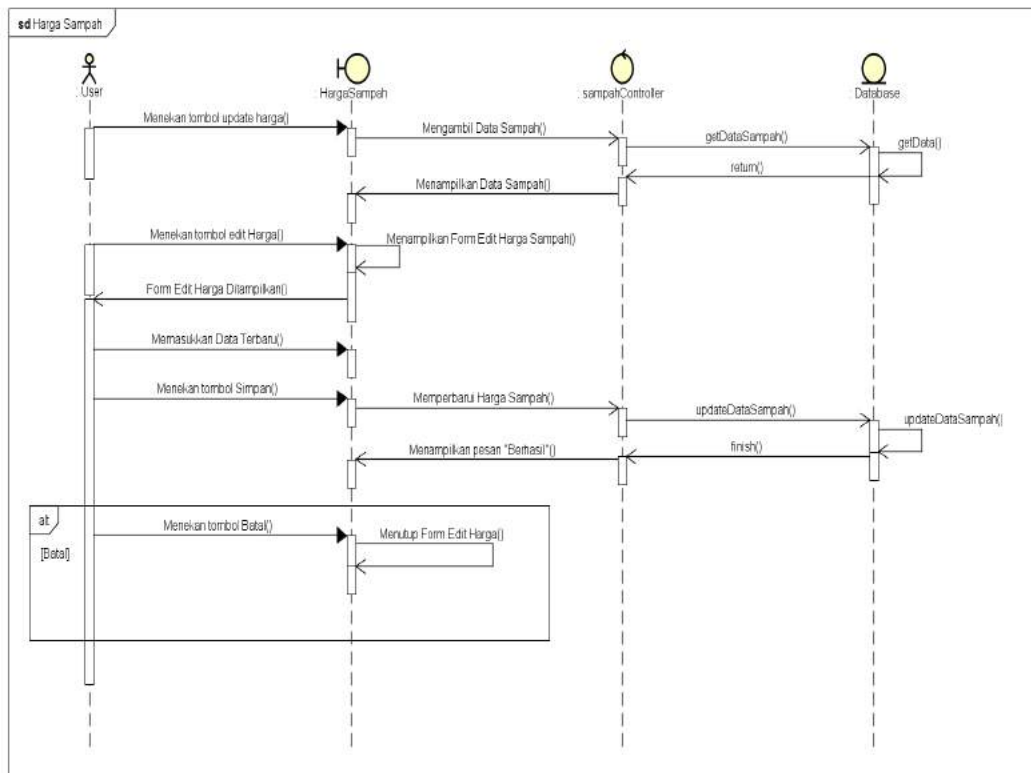 sd Harga Sampah
: User
: HargaSampah
: sampahController
: Database
Menekan tombol update harga()
Mengambil Data Sampah()
getDataSampah()
getData()
return()
Menampilkan Data Sampah()
Menekan tombol edit Harga()
Menampilkan Form Edit Harga Sampah()
Form Edit Harga Ditampilkan()
Memasukkan Data Terbaru()
Menekan tombol Simpan()
Memperbarui Harga Sampah()
updateDataSampah()
updateDataSampah()
finish()
Menampilkan pesan "Berhasil"()
alt
Menekan tombol Batal()
Menutup Form Edit Harga()
[Batal]